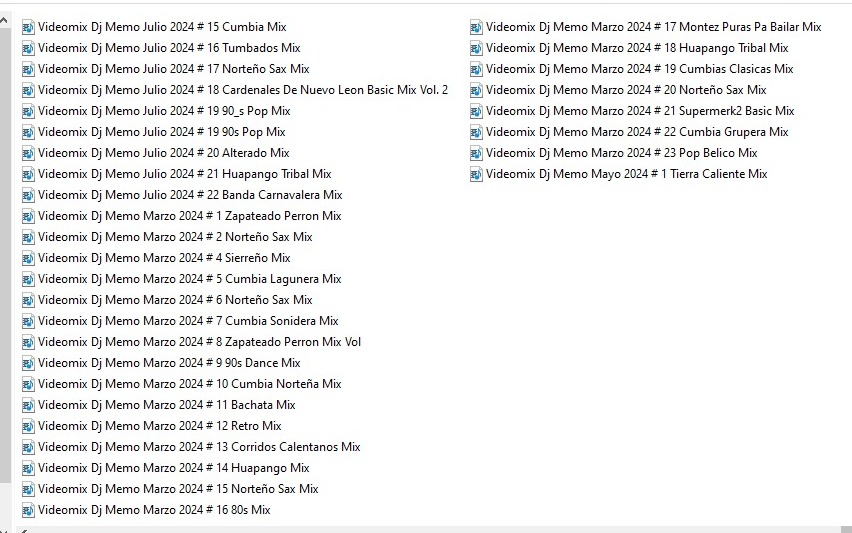 Videomix Dj Memo Julio 2024 # 15 Cumbia Mix
Videomix Dj Memo Julio 2024 # 16 Tumbados Mix
Videomix Dj Memo Julio 2024 # 17 Norteño Sax Mix
Videomix Dj Memo Julio 2024 # 18 Cardenales De Nuevo Leon Basic Mix Vol. 2
Videomix Dj Memo Julio 2024 # 19 90_s Pop Mix
Videomix Dj Memo Julio 2024 # 19 90s Pop Mix
Videomix Dj Memo Julio 2024 # 20 Alterado Mix
Videomix Dj Memo Julio 2024 # 21 Huapango Tribal Mix
Videomix Dj Memo Julio 2024 # 22 Banda Carnavalera Mix
Videomix Dj Memo Marzo 2024 # 1 Zapateado Perron Mix
Videomix Dj Memo Marzo 2024 # 2 Norteño Sax Mix
Videomix Dj Memo Marzo 2024 # 4 Sierreño Mix
Videomix Dj Memo Marzo 2024 # 5 Cumbia Lagunera Mix
Videomix Dj Memo Marzo 2024 # 6 Norteño Sax Mix
Videomix Dj Memo Marzo 2024 # 7 Cumbia Sonidera Mix
Videomix Dj Memo Marzo 2024 # 8 Zapateado Perron Mix Vol
Videomix Dj Memo Marzo 2024 # 9 90s Dance Mix
Videomix Dj Memo Marzo 2024 # 10 Cumbia Norteña Mix
Videomix Dj Memo Marzo 2024 # 11 Bachata Mix
Videomix Dj Memo Marzo 2024 # 12 Retro Mix
Videomix Dj Memo Marzo 2024 # 13 Corridos Calentanos Mix
Videomix Dj Memo Marzo 2024 # 14 Huapango Mix
Videomix Dj Memo Marzo 2024 # 15 Norteño Sax Mix
Videomix Dj Memo Marzo 2024 # 16 80s Mix
Videomix Dj Memo Marzo 2024 # 17 Montez Puras Pa Bailar Mix
Videomix Dj Memo Marzo 2024 # 18 Huapango Tribal Mix
Videomix Dj Memo Marzo 2024 # 19 Cumbias Clasicas Mix
Videomix Dj Memo Marzo 2024 # 20 Norteño Sax Mix
Videomix Dj Memo Marzo 2024 # 21 Supermerk2 Basic Mix
Videomix Dj Memo Marzo 2024 # 22 Cumbia Grupera Mix
Videomix Dj Memo Marzo 2024 # 23 Pop Belico Mix
Videomix Dj Memo Mayo 2024 # 1 Tierra Caliente Mix